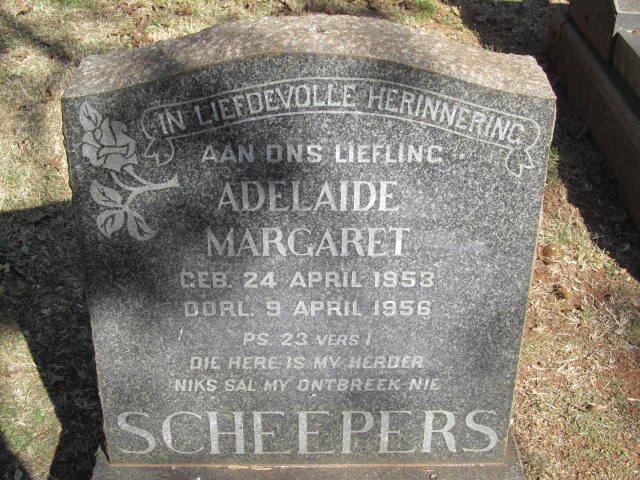 IN LIEFDEVOLLE HERINNERING
AAN ONS LIEFLING
ADELAIDE
MARGARET
GEB. 24 APRIL 1953
OORL. 9 APRIL 1956
PS. 23 VERS 1
DIE HERE IS MY HERDER
NIKS SAL MY ONTBREEK NIE
SCHEEPERS